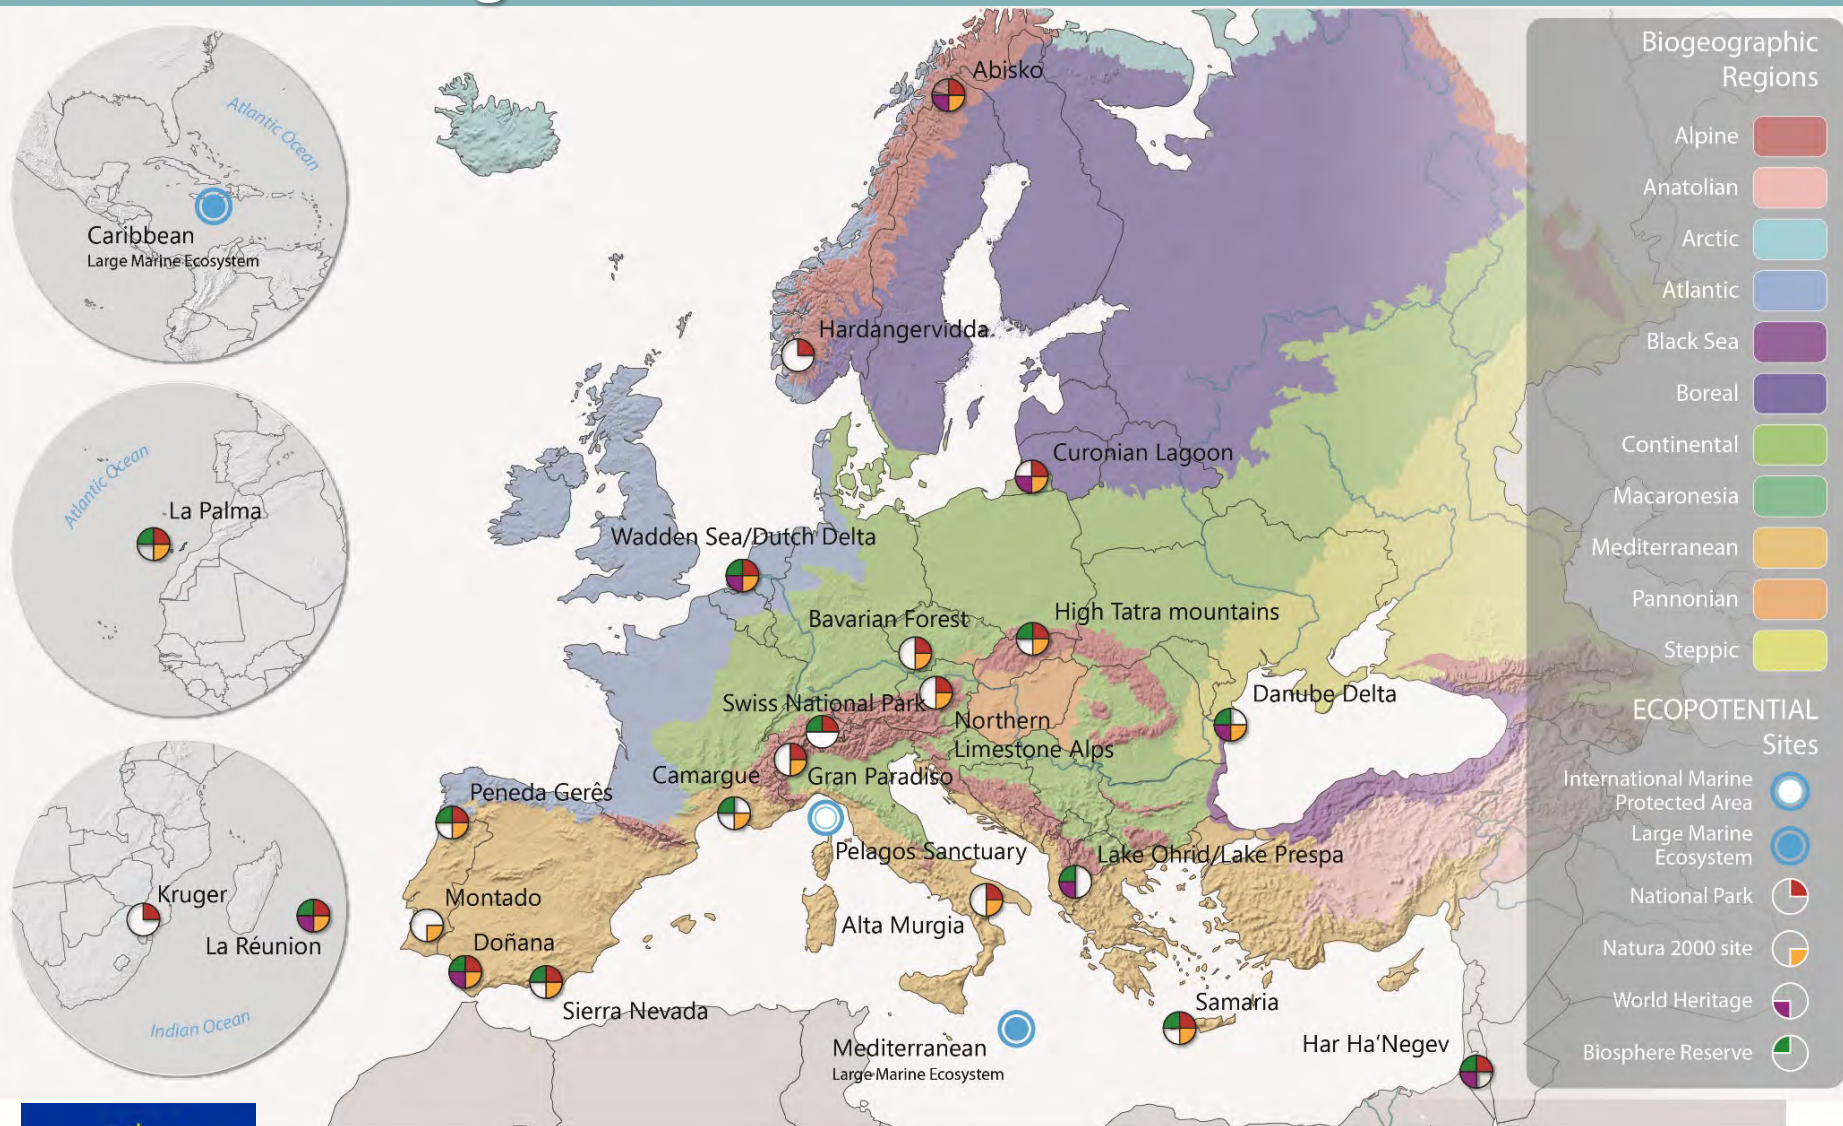 Atlantic Ocean
Caribbean
Large Marine Ecosystem
Atlantic Ocean
La Palma
Kruger
La Réunion
Indian Ocean
Abisko
Hardangervidda
Curonian Lagoon
Wadden Sea/Dutch Delta
Bavarian Forest
High Tatra mountains
Swiss National Park
Northern
Limestone Alps
Danube Delta
Camargue
Gran Paradiso
Peneda Gerês
Pelagos Sanctuary
Lake Ohrid/Lake Prespa
Montado
Alta Murgia
Doñana
Sierra Nevada
Samaria
Mediterranean
Large Marine Ecosystem
Har Ha'Negev
Biogeographic
Regions
Alpine
Anatolian
Arctic
Atlantic
Black Sea
Boreal
Continental
Macaronesia
Mediterranean
Pannonian
Steppic
ECOPOTENTIAL
Sites
International Marine
Protected Area
Large Marine
Ecosystem
National Park
Natura 2000 site
World Heritage
Biosphere Reserve